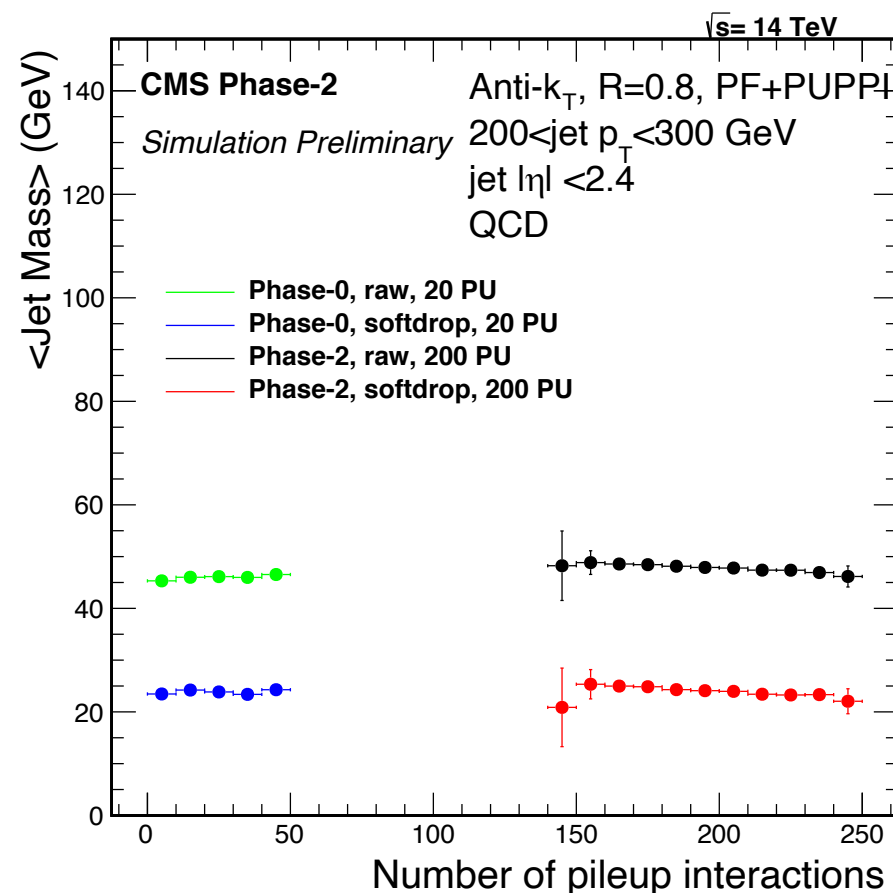 √s= 14 TeV
CMS Phase-2
Simulation Preliminary
Anti-k_T, R=0.8, PF+PUPPI
200<jet p_T<300 GeV
jet |η| <2.4
QCD
Phase-0, raw, 20 PU
Phase-0, softdrop, 20 PU
Phase-2, raw, 200 PU
Phase-2, softdrop, 200 PU
<Jet Mass> (GeV)
140
120
100
80
60
40
20
0
0 50 100 150 200 250
Number of pileup interactions